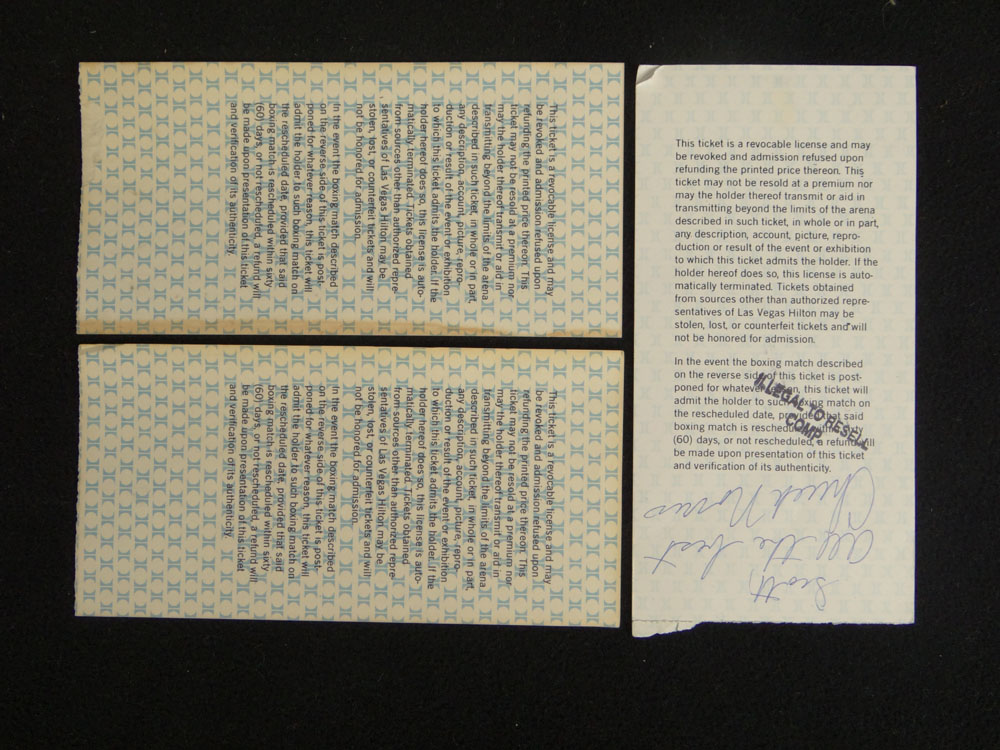 This ticket is a revocable license and may
be revoked and admission refused upon
refunding the printed price thereon. This
ticket may not be resold at a premium nor
may the holder thereof transmit or aid in
transmitting beyond the limits of the arena
described in such ticket, in whole or in part,
any description, account, picture, repro-
duction or result of the event or exhibition
to which this ticket admits the holder. If the
holder hereof does so, this license is auto-
matically terminated. Tickets obtained
from sources other than authorized repre-
sentatives of Las Vegas Hilton may be
stolen, lost, or counterfeit tickets and will
not be honored for admission.
In the event the boxing match described
on the reverse side of this ticket is post-
poned for whatever reason, this ticket will
admit the holder to such boxing match on
the rescheduled date, provided that said
boxing match is rescheduled within sixty
(60) days, or not rescheduled, a refund will
be made upon presentation of this ticket
and verification of its authenticity.
This ticket is a revocable license and may
be revoked and admission refused upon
refunding the printed price thereon. This
ticket may not be resold at a premium nor
may the holder thereof transmit or aid in
transmitting beyond the limits of the arena
described in such ticket, in whole or in part,
any description, account, picture, repro-
duction or result of the event or exhibition
to which this ticket admits the holder. If the
holder hereof does so, this license is auto-
matically terminated. Tickets obtained
from sources other than authorized repre-
sentatives of Las Vegas Hilton may be
stolen, lost, or counterfeit tickets and will
not be honored for admission.
In the event the boxing match described
on the reverse side of this ticket is post-
poned for whatever reason, this ticket will
admit the holder to such boxing match on
the rescheduled date, provided that said
boxing match is rescheduled within sixty
(60) days, or not rescheduled, a refund will
be made upon presentation of this ticket
and verification of its authenticity.
This ticket is a revocable license and may
be revoked and admission refused upon
refunding the printed price thereon. This
ticket may not be resold at a premium nor
may the holder thereof transmit or aid in
transmitting beyond the limits of the arena
described in such ticket, in whole or in part,
any description, account, picture, repro-
duction or result of the event or exhibition
to which this ticket admits the holder. If the
holder hereof does so, this license is auto-
matically terminated. Tickets obtained
from sources other than authorized repre-
sentatives of Las Vegas Hilton may be
stolen, lost, or counterfeit tickets and will
not be honored for admission.
In the event the boxing match described
on the reverse side of this ticket is post-
poned for whatever reason, this ticket will
admit the holder to such boxing match on
the rescheduled date, provided that said
boxing match is rescheduled within sixty
(60) days, or not rescheduled, a refund will
be made upon presentation of this ticket
and verification of its authenticity.
ILLEGAL TO RESELL
COMP
Scott,
All the best
Chuck Norris